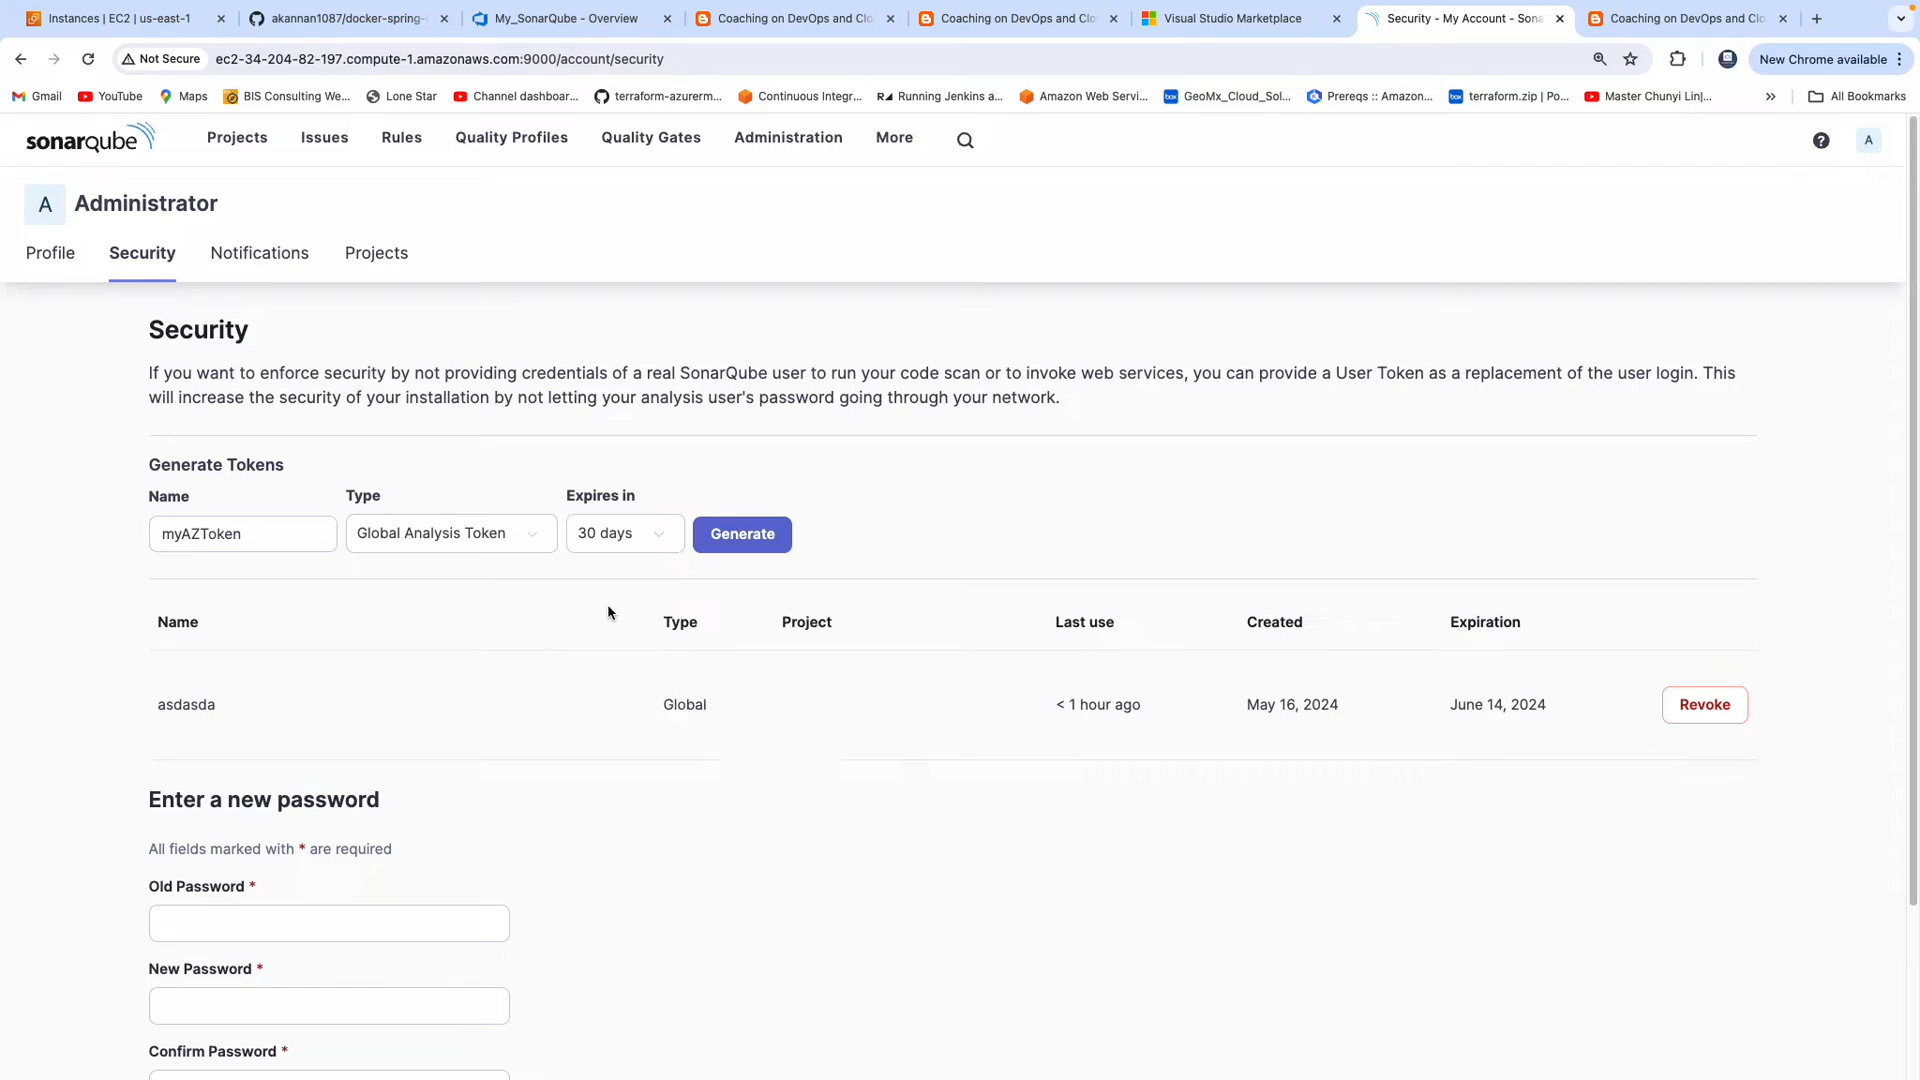 Instances | EC2 | us-east-1
akannan1087/docker-spring-
My_SonarQube - Overview
Coaching on DevOps and Clo
Coaching on DevOps and Clo
Visual Studio Marketplace
Security - My Account - Sona
Coaching on DevOps and Clo
Not Secure
ec2-34-204-82-197.compute-1.amazonaws.com:9000/account/security
New Chrome available
Gmail
YouTube
Maps
BIS Consulting We...
Lone Star
Channel dashboar...
terraform-azurerm...
Continuous Integr...
Running Jenkins a...
Amazon Web Servi...
GeoMx_Cloud_Sol...
Prereqs :: Amazon...
terraform.zip | Po...
Master Chunyi Lin|...
All Bookmarks
sonarqube
Projects
Issues
Rules
Quality Profiles
Quality Gates
Administration
More
?
A
A
Administrator
Profile
Security
Notifications
Projects
Security
If you want to enforce security by not providing credentials of a real SonarQube user to run your code scan or to invoke web services, you can provide a User Token as a replacement of the user login. This
will increase the security of your installation by not letting your analysis user's password going through your network.
Generate Tokens
Name
Type
Expires in
myAZToken
Global Analysis Token
30 days
Generate
Name
Type
Project
Last use
Created
Expiration
asdasda
Global
< 1 hour ago
May 16, 2024
June 14, 2024
Revoke
Enter a new password
All fields marked with * are required
Old Password *
New Password *
Confirm Password *